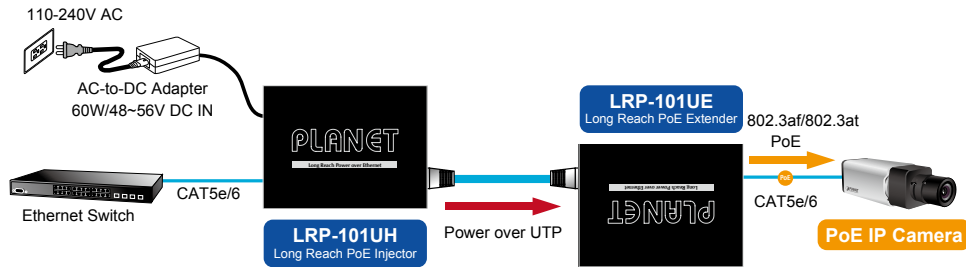 110-240V AC
AC-to-DC Adapter
60W/48~56V DC IN
PLANET
Long Reach Power over Ethernet
LRP-101UE
Long Reach PoE Extender
802.3af/802.3at
PoE
CAT5e/6
Ethernet Switch
LRP-101UH
Long Reach PoE Injector
Power over UTP
Long Reach Power over Ethernet
PLANET
PoE
CAT5e/6
PoE IP Camera